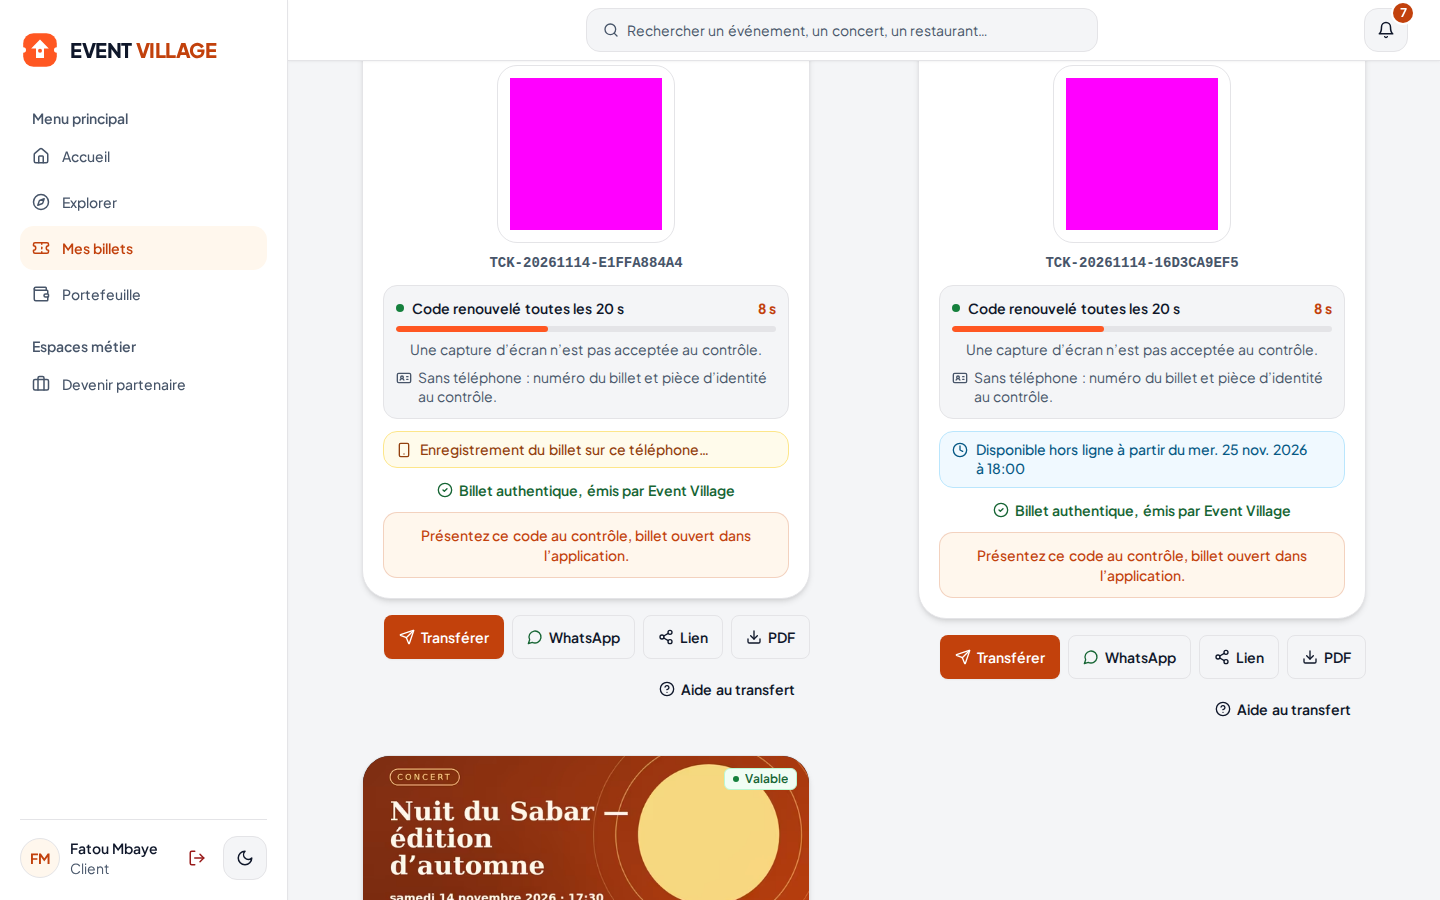 EVENT VILLAGE
Rechercher un événement, un concert, un restaurant…
7
Menu principal
Accueil
Explorer
Mes billets
Portefeuille
Espaces métier
Devenir partenaire
FM
Fatou Mbaye
Client
TCK-20261114-E1FFA884A4
Code renouvelé toutes les 20 s
8 s
Une capture d’écran n’est pas acceptée au contrôle.
Sans téléphone : numéro du billet et pièce d’identité
au contrôle.
Enregistrement du billet sur ce téléphone…
Billet authentique, émis par Event Village
Présentez ce code au contrôle, billet ouvert dans
l’application.
Transférer
WhatsApp
Lien
PDF
Aide au transfert
TCK-20261114-16D3CA9EF5
Code renouvelé toutes les 20 s
8 s
Une capture d’écran n’est pas acceptée au contrôle.
Sans téléphone : numéro du billet et pièce d’identité
au contrôle.
Disponible hors ligne à partir du mer. 25 nov. 2026
à 18:00
Billet authentique, émis par Event Village
Présentez ce code au contrôle, billet ouvert dans
l’application.
Transférer
WhatsApp
Lien
PDF
Aide au transfert
CONCERT
Valable
Nuit du Sabar —
édition
d’automne
samedi 14 novembre 2026 · 17:30